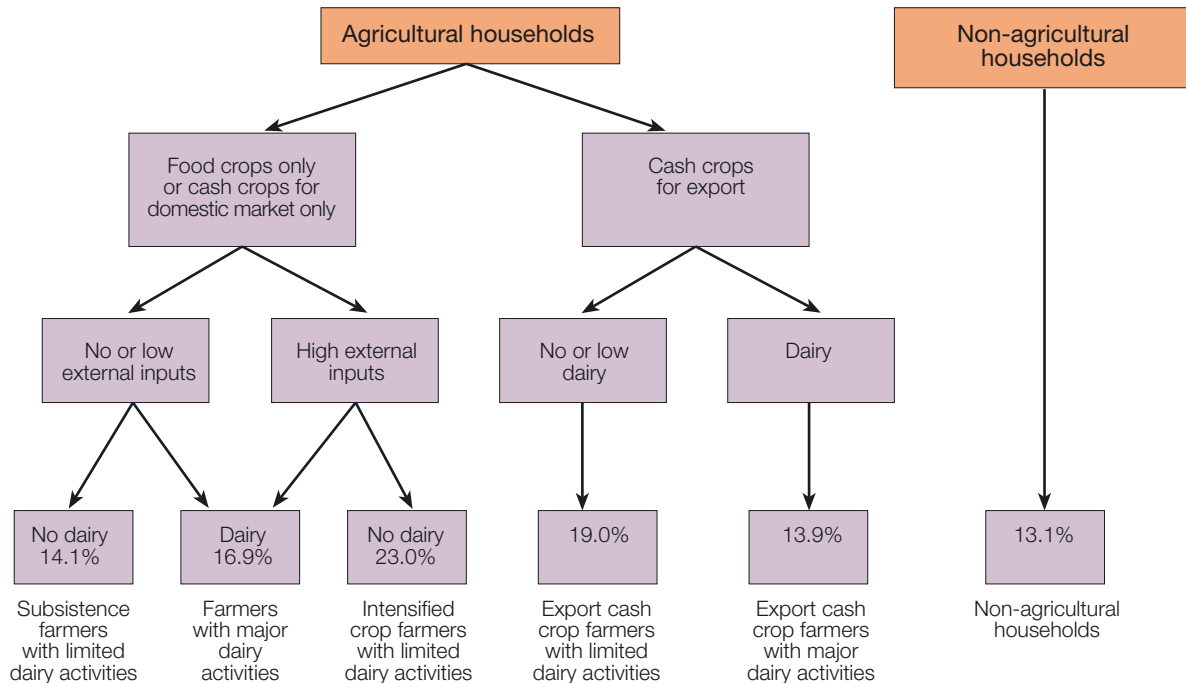 Agricultural households
Non-agricultural
households
Food crops only
or cash crops for
domestic market only
Cash crops
for export
No or low
external inputs
High external
inputs
No or low
dairy
Dairy
No dairy
14.1%
Dairy
16.9%
No dairy
23.0%
19.0%
13.9%
13.1%
Subsistence
farmers
with limited
dairy activities
Farmers
with major
dairy
activities
Intensified
crop farmers
with limited
dairy activities
Export cash
crop farmers
with limited
dairy activities
Export cash
crop farmers
with major
dairy activities
Non-agricultural
households